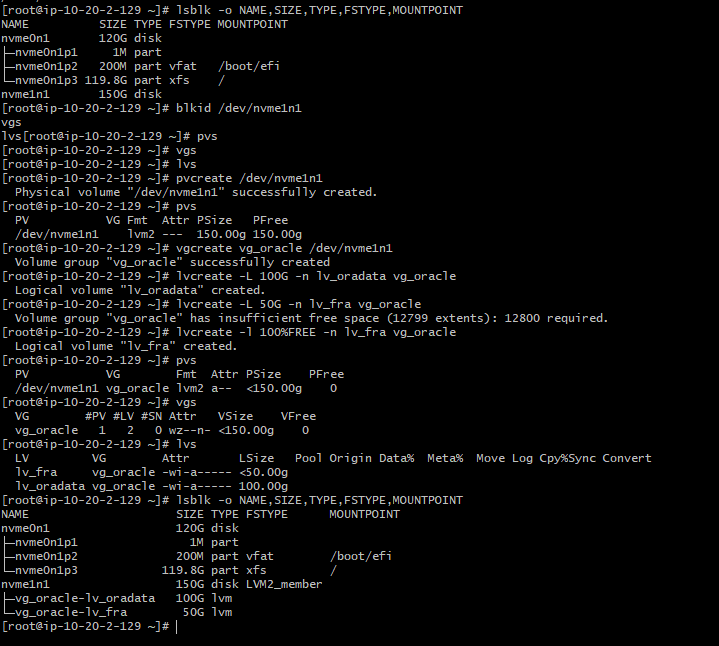 [root@ip-10-20-2-129 ~]# lsblk -o NAME,SIZE,TYPE,FSTYPE,MOUNTPOINT
NAME          SIZE TYPE FSTYPE MOUNTPOINT
nvme0n1       120G disk
├─nvme0n1p1     1M part
├─nvme0n1p2   200M part vfat   /boot/efi
└─nvme0n1p3 119.8G part xfs    /
nvme1n1       150G disk
[root@ip-10-20-2-129 ~]# blkid /dev/nvme1n1
vgs
lvs[root@ip-10-20-2-129 ~]# pvs
[root@ip-10-20-2-129 ~]# vgs
[root@ip-10-20-2-129 ~]# lvs
[root@ip-10-20-2-129 ~]# pvcreate /dev/nvme1n1
  Physical volume "/dev/nvme1n1" successfully created.
[root@ip-10-20-2-129 ~]# pvs
  PV           VG Fmt  Attr PSize   PFree
  /dev/nvme1n1    lvm2 ---  150.00g 150.00g
[root@ip-10-20-2-129 ~]# vgcreate vg_oracle /dev/nvme1n1
  Volume group "vg_oracle" successfully created
[root@ip-10-20-2-129 ~]# lvcreate -L 100G -n lv_oradata vg_oracle
  Logical volume "lv_oradata" created.
[root@ip-10-20-2-129 ~]# lvcreate -L 50G -n lv_fra vg_oracle
  Volume group "vg_oracle" has insufficient free space (12799 extents): 12800 required.
[root@ip-10-20-2-129 ~]# lvcreate -l 100%FREE -n lv_fra vg_oracle
  Logical volume "lv_fra" created.
[root@ip-10-20-2-129 ~]# pvs
  PV           VG        Fmt  Attr PSize    PFree
  /dev/nvme1n1 vg_oracle lvm2 a--  <150.00g    0
[root@ip-10-20-2-129 ~]# vgs
  VG        #PV #LV #SN Attr   VSize    VFree
  vg_oracle   1   2   0 wz--n- <150.00g    0
[root@ip-10-20-2-129 ~]# lvs
  LV         VG        Attr       LSize   Pool Origin Data%  Meta%  Move Log Cpy%Sync Convert
  lv_fra     vg_oracle -wi-a----- <50.00g
  lv_oradata vg_oracle -wi-a----- 100.00g
[root@ip-10-20-2-129 ~]# lsblk -o NAME,SIZE,TYPE,FSTYPE,MOUNTPOINT
NAME                     SIZE TYPE FSTYPE      MOUNTPOINT
nvme0n1                  120G disk
├─nvme0n1p1                1M part
├─nvme0n1p2              200M part vfat        /boot/efi
└─nvme0n1p3            119.8G part xfs         /
nvme1n1                  150G disk LVM2_member
├─vg_oracle-lv_oradata   100G lvm
└─vg_oracle-lv_fra        50G lvm
[root@ip-10-20-2-129 ~]#